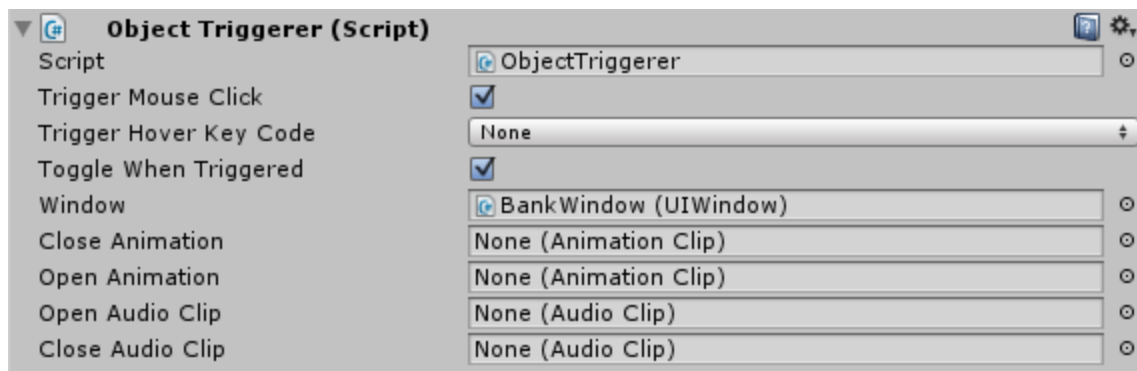 Object Triggerer (Script)
Script ObjectTriggerer
Trigger Mouse Click
Trigger Hover Key Code None
Toggle When Triggered
Window BankWindow (UIWindow)
Close Animation None (Animation Clip)
Open Animation None (Animation Clip)
Open Audio Clip None (Audio Clip)
Close Audio Clip None (Audio Clip)